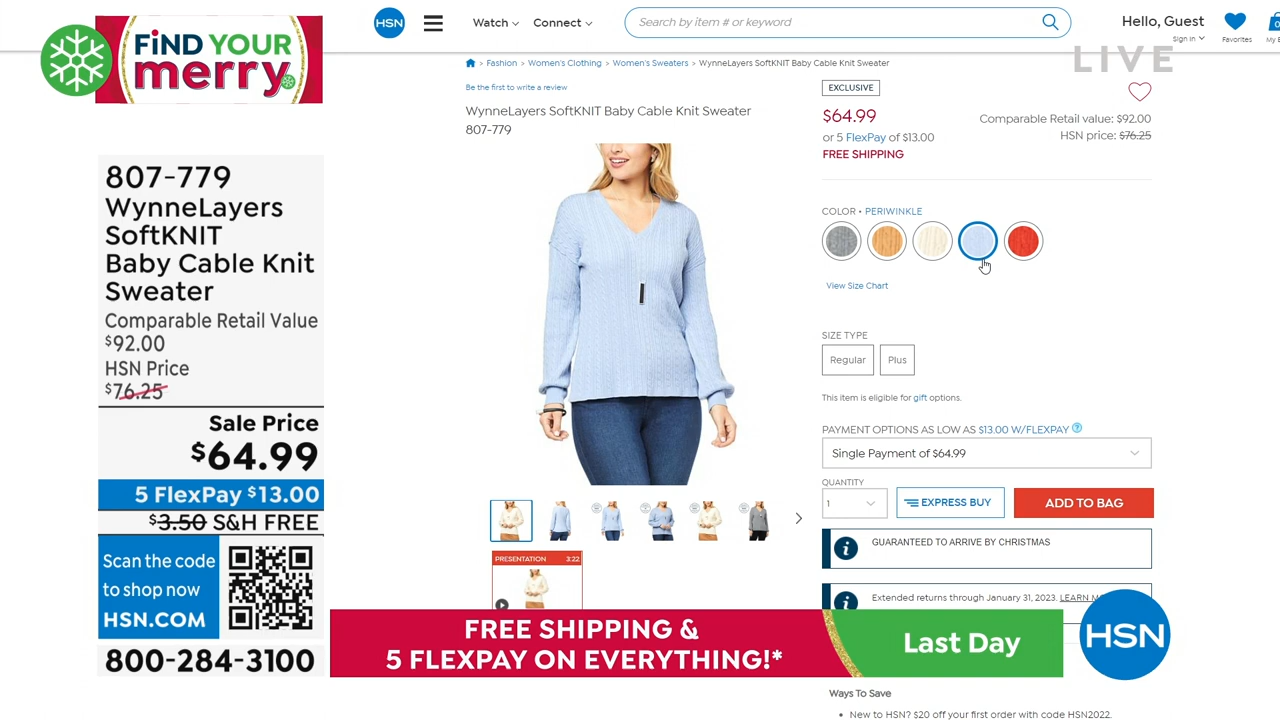 FiND YOUR
merry
807-779
WynneLayers
SoftKNIT
Baby Cable Knit
Sweater
Comparable Retail Value
$92.00
HSN Price
$76.25
Sale Price
$64.99
5 FlexPay $13.00
$3.50 S&H FREE
Scan the code
to shop now
HSN.COM
800-284-3100
HSN
Watch
Connect
Search by item # or keyword
Hello, Guest
Sign In
Favorites
0
LIVE
> Fashion > Women's Clothing > Women's Sweaters > WynneLayers SoftKNIT Baby Cable Knit Sweater
Be the first to write a review
WynneLayers SoftKNIT Baby Cable Knit Sweater
807-779
PRESENTATION 3:22
EXCLUSIVE
$64.99
Comparable Retail value: $92.00
or 5 FlexPay of $13.00
HSN price: $76.25
FREE SHIPPING
COLOR • PERIWINKLE
View Size Chart
SIZE TYPE
Regular
Plus
This item is eligible for gift options.
PAYMENT OPTIONS AS LOW AS $13.00 W/FLEXPAY ?
Single Payment of $64.99
QUANTITY
1
EXPRESS BUY
ADD TO BAG
GUARANTEED TO ARRIVE BY CHRISTMAS
Extended returns through January 31, 2023.
FREE SHIPPING &
5 FLEXPAY ON EVERYTHING!*
Last Day
HSN
Ways To Save
• New to HSN? $20 off your first order with code HSN2022.